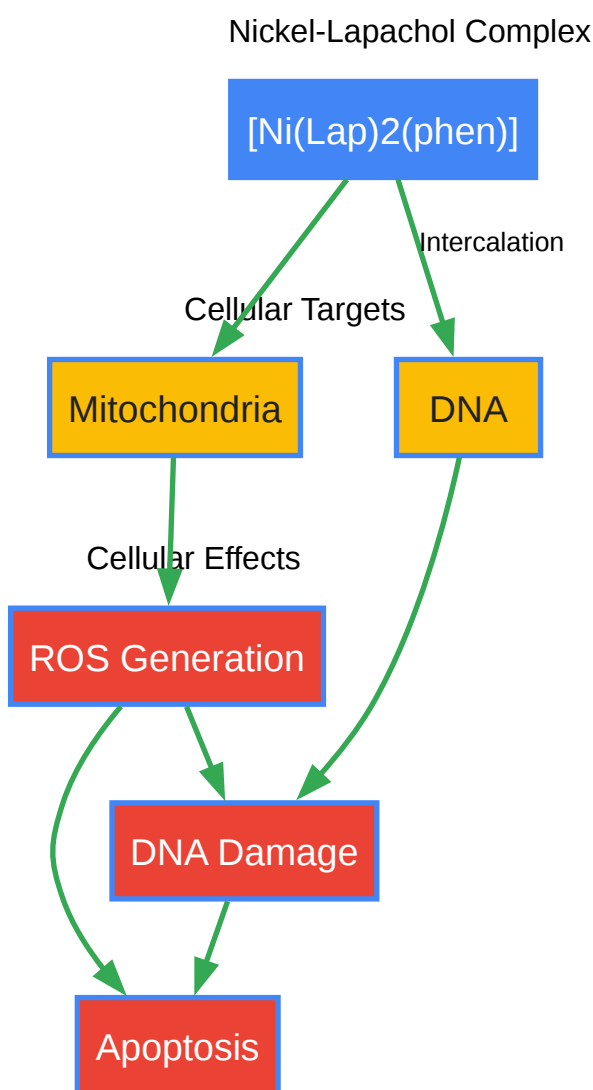 Nickel-Lapachol Complex
[Ni(Lap)2(phen)]
Intercalation
Cellular Targets
Mitochondria
DNA
Cellular Effects
ROS Generation
DNA Damage
Apoptosis